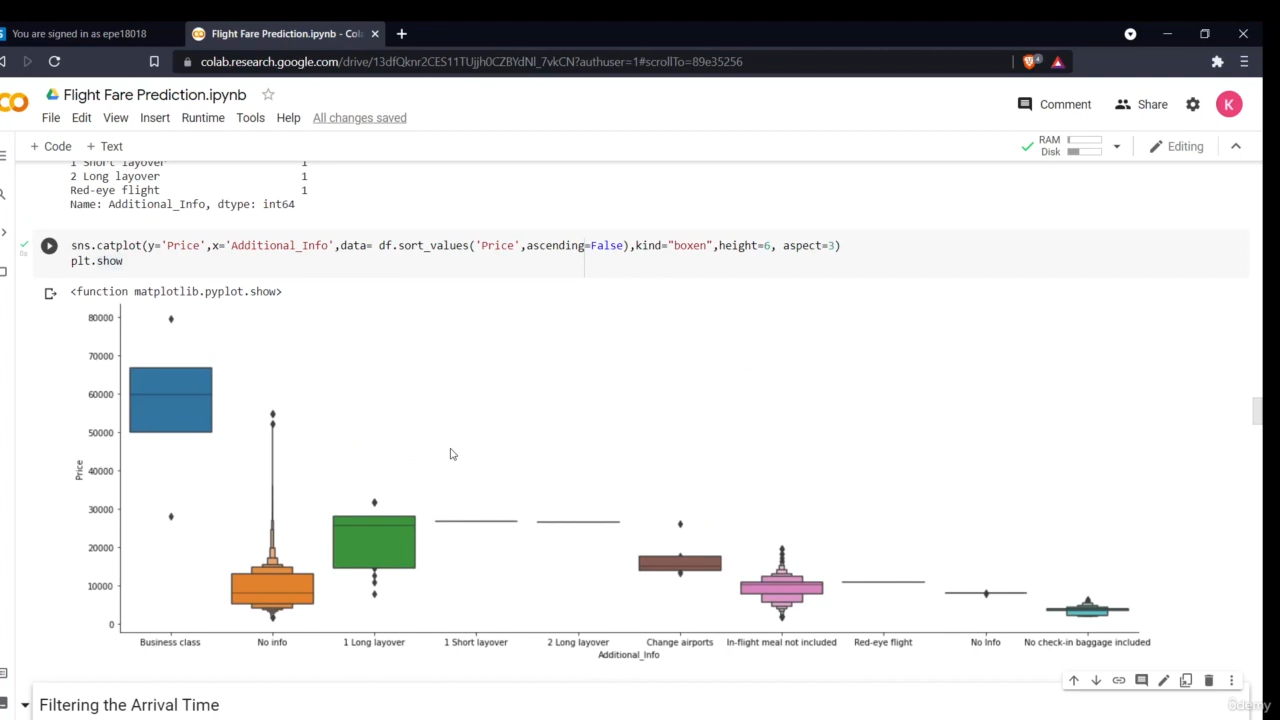 You are signed in as epe18018
Flight Fare Prediction.ipynb - Col
colab.research.google.com/drive/13dfQknr2CES11TUjjh0CZBYdNl_7vkCN?authuser=1#scrollTo=89e35256
Flight Fare Prediction.ipynb
Comment
Share
K
File Edit View Insert Runtime Tools Help All changes saved
+ Code + Text
RAM
Disk
Editing
1 Short layover 1
2 Long layover 1
Red-eye flight 1
Name: Additional_Info, dtype: int64
sns.catplot(y='Price',x='Additional_Info',data= df.sort_values('Price',ascending=False),kind="boxen",height=6, aspect=3)
plt.show
0s
<function matplotlib.pyplot.show>
80000
70000
60000
50000
40000
30000
20000
10000
0
Price
Business class No info 1 Long layover 1 Short layover 2 Long layover Change airports In-flight meal not included Red-eye flight No Info No check-in baggage included
Additional_Info
Filtering the Arrival Time
ûdemy